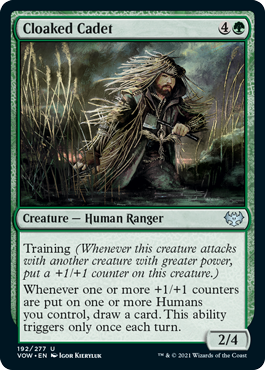 Cloaked Cadet 4
Creature — Human Ranger
Training (Whenever this creature attacks
with another creature with greater power,
put a +1/+1 counter on this creature.)
Whenever one or more +1/+1 counters
are put on one or more Humans
you control, draw a card. This ability
triggers only once each turn.
2/4
192/277 U
VOW • EN Igor Kieryluk ™ & © 2021 Wizards of the Coast